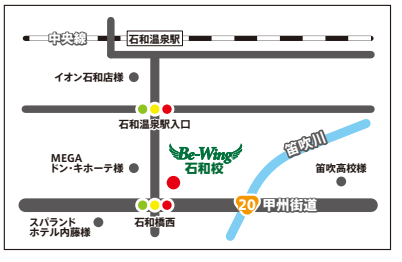 中央線
石和温泉駅
イオン石和店様
石和温泉駅入口
Be-Wing
石和校
笛吹川
MEGA
ドン・キホーテ様
笛吹高校様
20 甲州街道
スパランド
ホテル内藤様
石和橋西